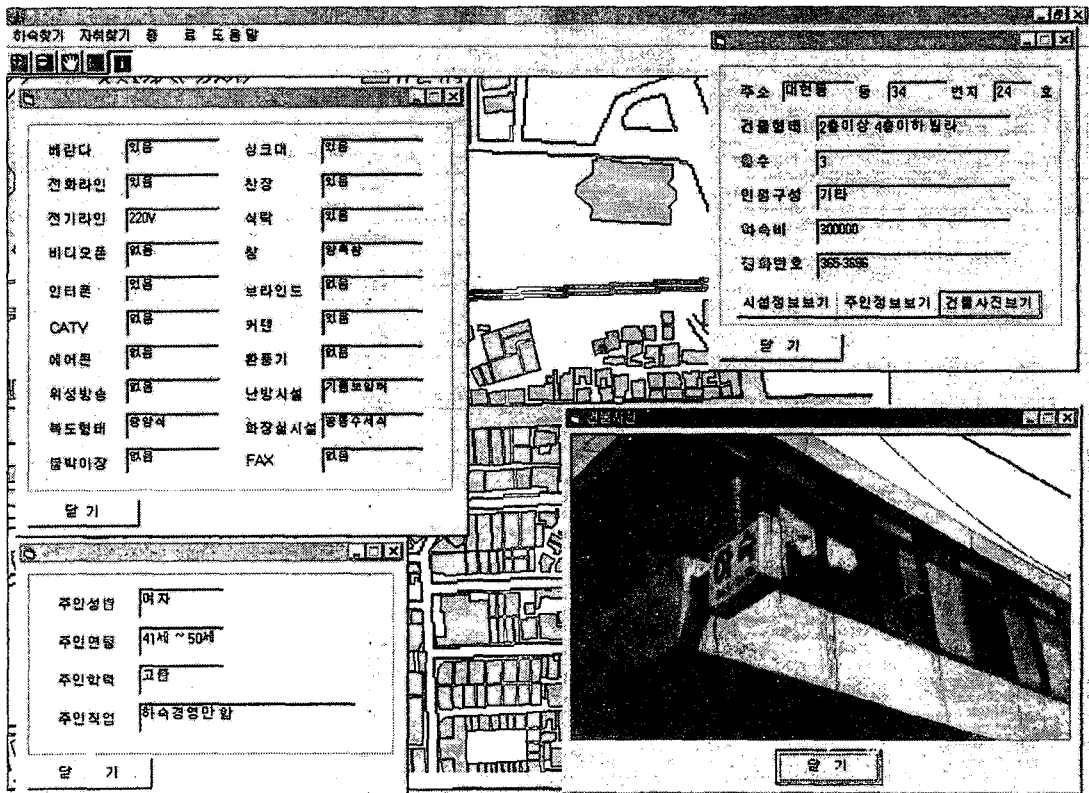 하숙찾기 자취찾기 종 료 도움말
베란다 있음 싱크대 있음
전화라인 있음 찬장 있음
전기라인 220V 식탁 있음
비디오폰 없음 창 양쪽창
인터폰 있음 브라인드 없음
CATV 없음 커텐 있음
에어콘 없음 환풍기 없음
위성방송 없음 난방시설 기름보일러
복도형태 중앙식 화장실시설 공동수세식
붙박이장 없음 FAX 없음
닫 기
주인성별 여자
주인연령 41세 ~ 50세
주인학력 고졸
주인직업 하숙경영만 함
닫 기
주소 대현동 동 34 번지 24 호
건물형태 2층이상 4층이하 빌라
층수 3
인원구성 기타
하숙비 300000
전화번호 365-3696
시설정보보기 주인정보보기 건물사진보기
닫 기
건물사진
하숙
닫 기